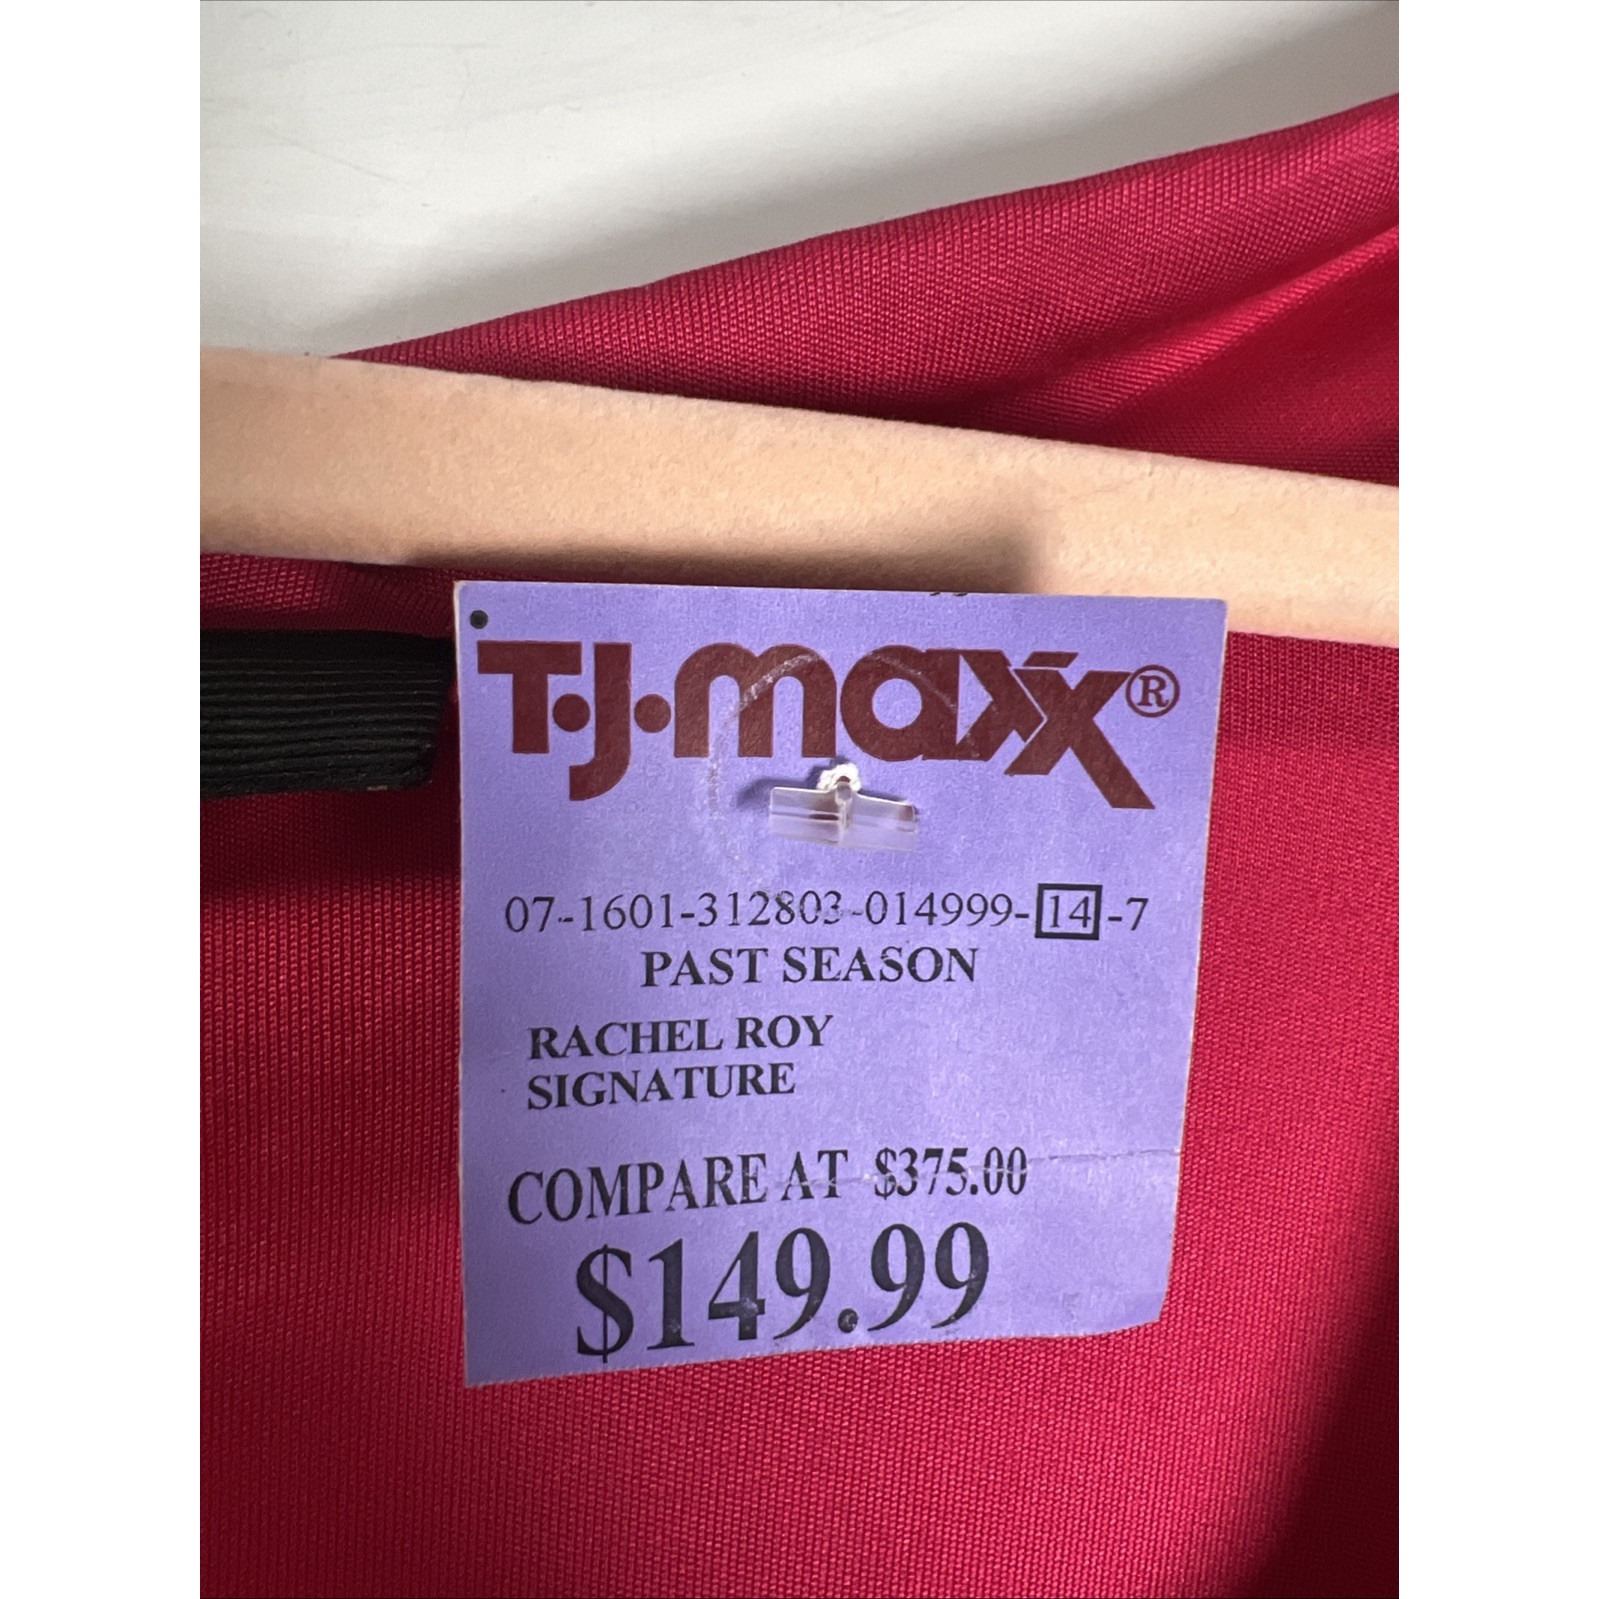 T·J·maxx®
07-1601-312803-014999-14-7
PAST SEASON
RACHEL ROY
SIGNATURE
COMPARE AT $375.00
$149.99